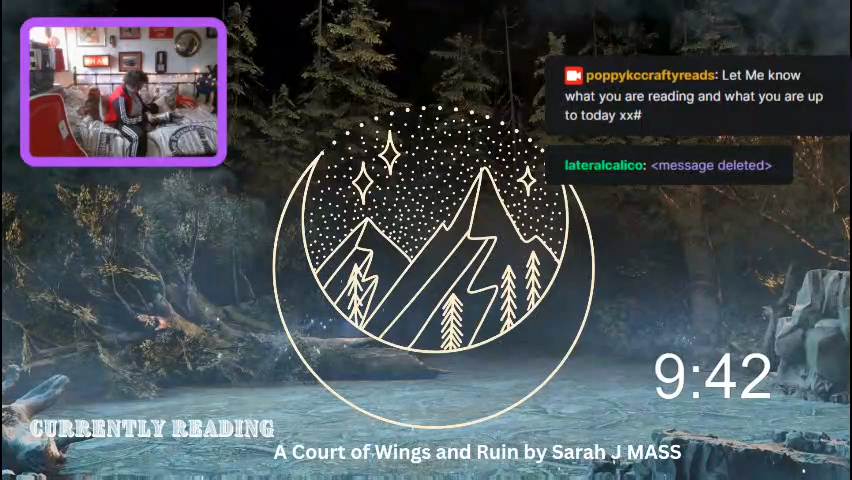 poppykccraftyreads: Let Me know
what you are reading and what you are up
to today xx#
lateralcalico: <message deleted>
9:42
CURRENTLY READING
A Court of Wings and Ruin by Sarah J MASS